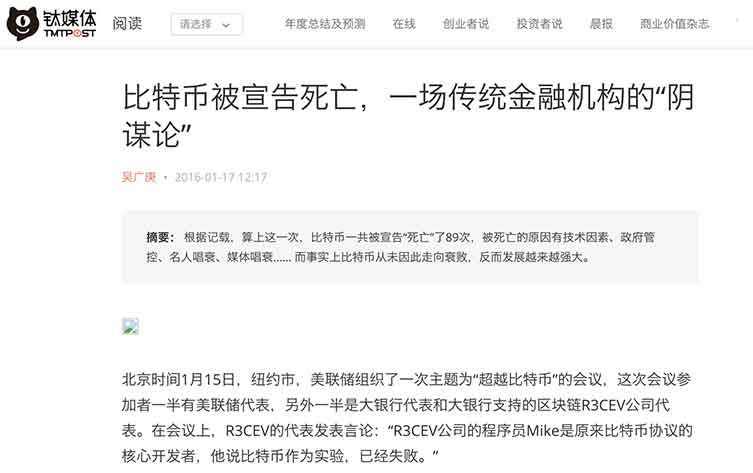 钛媒体
TMTPOST
阅读
请选择
年度总结及预测
在线
创业者说
投资者说
晨报
商业价值杂志
比特币被宣告死亡，一场传统金融机构的“阴
谋论”
吴广庚 • 2016-01-17 12:17
摘要： 根据记载，算上这一次，比特币一共被宣告“死亡”了89次，被死亡的原因有技术因素、政府管
控、名人唱衰、媒体唱衰...... 而事实上比特币从未因此走向衰败，反而发展越来越强大。
北京时间1月15日，纽约市，美联储组织了一次主题为“超越比特币”的会议，这次会议参
加者一半有美联储代表，另外一半是大银行代表和大银行支持的区块链R3CEV公司代
表。在会议上，R3CEV的代表发表言论：“R3CEV公司的程序员Mike是原来比特币协议的
核心开发者，他说比特币作为实验，已经失败。”